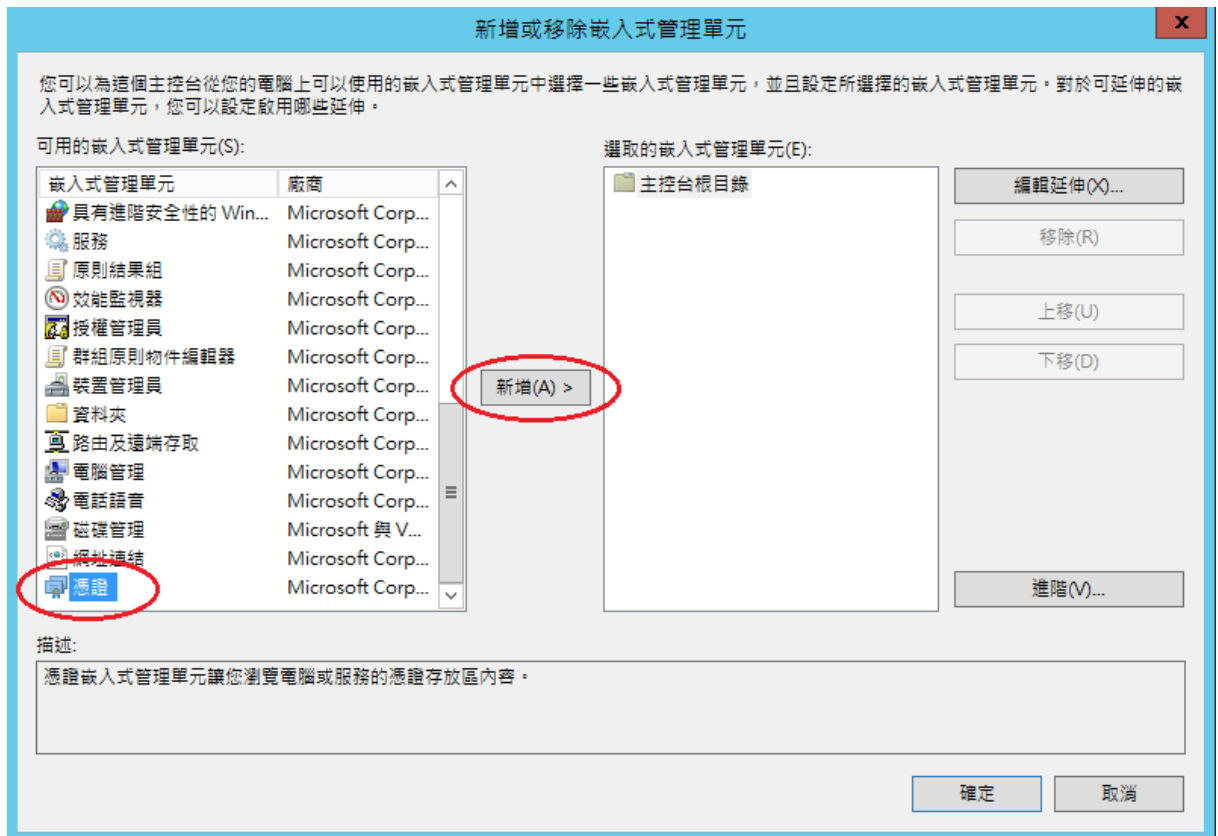 新增或移除嵌入式管理單元
x
您可以為這個主控台從您的電腦上可以使用的嵌入式管理單元中選擇一些嵌入式管理單元，並且設定所選擇的嵌入式管理單元。對於可延伸的嵌
入式管理單元，您可以設定啟用哪些延伸。
可用的嵌入式管理單元(S):
選取的嵌入式管理單元(E):
嵌入式管理單元 廠商
具有進階安全性的 Win... Microsoft Corp...
服務 Microsoft Corp...
原則結果組 Microsoft Corp...
效能監視器 Microsoft Corp...
授權管理員 Microsoft Corp...
群組原則物件編輯器 Microsoft Corp...
裝置管理員 Microsoft Corp...
資料夾 Microsoft Corp...
路由及遠端存取 Microsoft Corp...
電腦管理 Microsoft Corp...
電話語音 Microsoft Corp...
磁碟管理 Microsoft 與 V...
網址連結 Microsoft Corp...
憑證 Microsoft Corp...
新增(A) >
主控台根目錄
編輯延伸(X)...
移除(R)
上移(U)
下移(D)
進階(V)...
描述:
憑證嵌入式管理單元讓您瀏覽電腦或服務的憑證存放區內容。
確定
取消